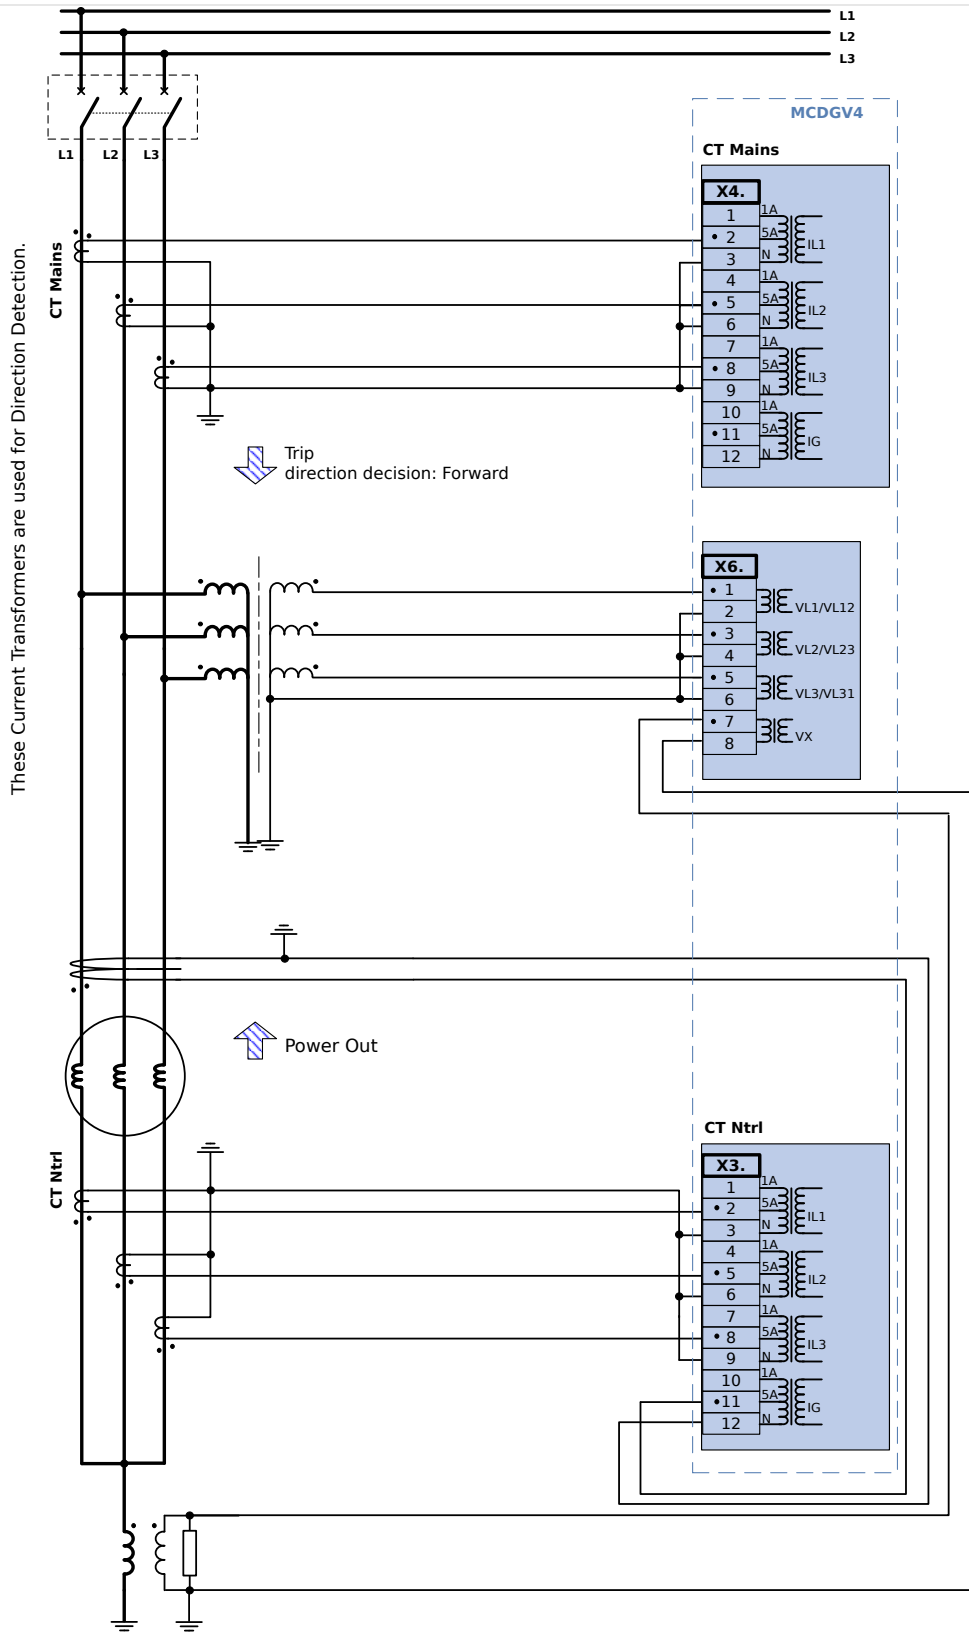 L1
L2
L3
MCDGV4
L1 L2 L3
CT Mains
X4.
1 1A
• 2 5A IL1
3 N
4 1A
• 5 5A IL2
6 N
7 1A
• 8 5A IL3
9 N
10 1A
• 11 5A IG
12 N
CT Mains
These Current Transformers are used for Direction Detection.
Trip
direction decision: Forward
X6.
• 1
2 VL1/VL12
• 3
4 VL2/VL23
• 5
6 VL3/VL31
• 7
8 VX
Power Out
CT Ntrl
CT Ntrl
X3.
1 1A
• 2 5A IL1
3 N
4 1A
• 5 5A IL2
6 N
7 1A
• 8 5A IL3
9 N
10 1A
• 11 5A IG
12 N